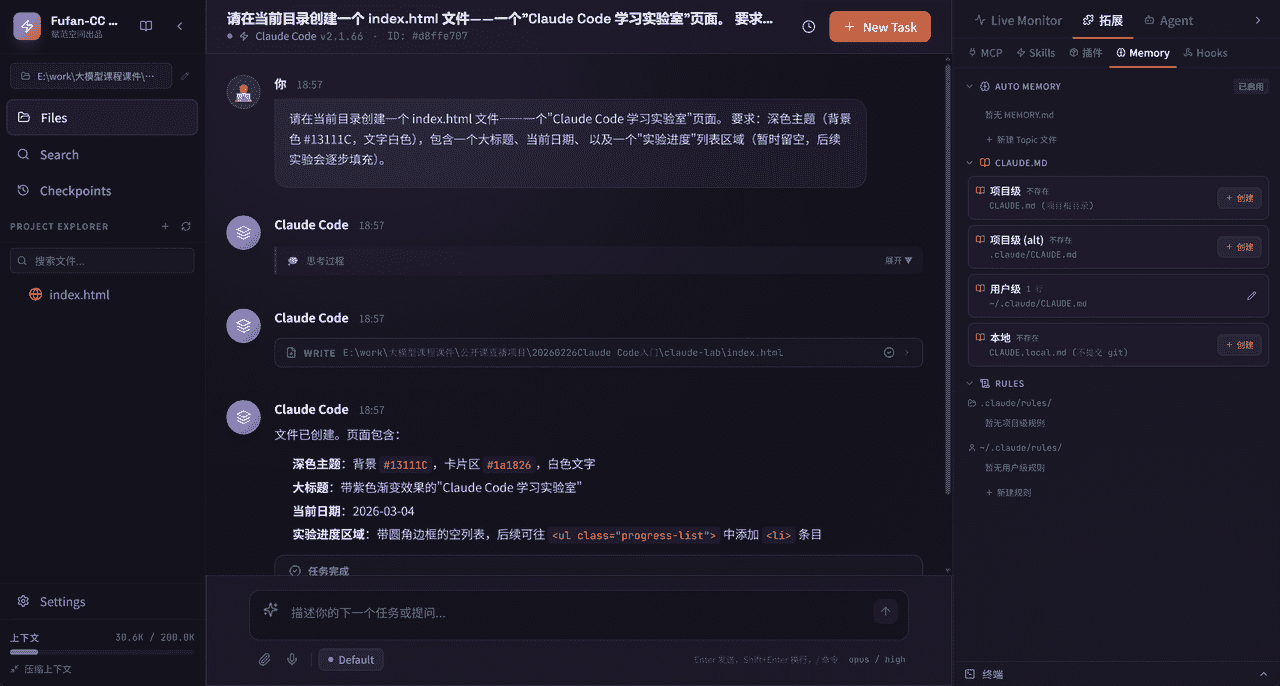 Fufan-CC ...
赋范空间出品
E:\work\大模型课程课件\···
Files
Search
Checkpoints
PROJECT EXPLORER
搜索文件...
index.html
Settings
上下文 30.6K / 200.0K
压缩上下文
请在当前目录创建一个 index.html 文件——一个"Claude Code 学习实验室"页面。 要求...
Claude Code v2.1.66 · ID: #d8ffe707
New Task
你 18:57
请在当前目录创建一个 index.html 文件——一个"Claude Code 学习实验室"页面。 要求：深色主题（背景
色 #13111C，文字白色），包含一个大标题、当前日期、 以及一个"实验进度"列表区域（暂时留空，后续
实验会逐步填充）。
Claude Code 18:57
思考过程 展开 ▼
Claude Code 18:57
WRITE E:\work\大模型课程课件\公开课直播项目\20260226Claude Code入门\claude-lab\index.html
Claude Code 18:57
文件已创建。页面包含：
深色主题：背景 #13111C，卡片区 #1a1826，白色文字
大标题：带紫色渐变效果的"Claude Code 学习实验室"
当前日期：2026-03-04
实验进度区域：带圆角边框的空列表，后续可往 <ul class="progress-list"> 中添加 <li> 条目
任务完成
描述你的下一个任务或提问...
Default
Enter 发送, Shift+Enter 换行, / 命令 opus / high
Live Monitor 拓展 Agent
MCP Skills 插件 Memory Hooks
AUTO MEMORY 已启用
暂无 MEMORY.md
+ 新建 Topic 文件
CLAUDE.MD
项目级 不存在
CLAUDE.md (项目根目录)
+ 创建
项目级 (alt) 不存在
.claude/CLAUDE.md
+ 创建
用户级 1 行
~/.claude/CLAUDE.md
本地 不存在
CLAUDE.local.md (不提交 git)
+ 创建
RULES
.claude/rules/
暂无项目级规则
~/.claude/rules/
暂无用户级规则
+ 新建规则
终端